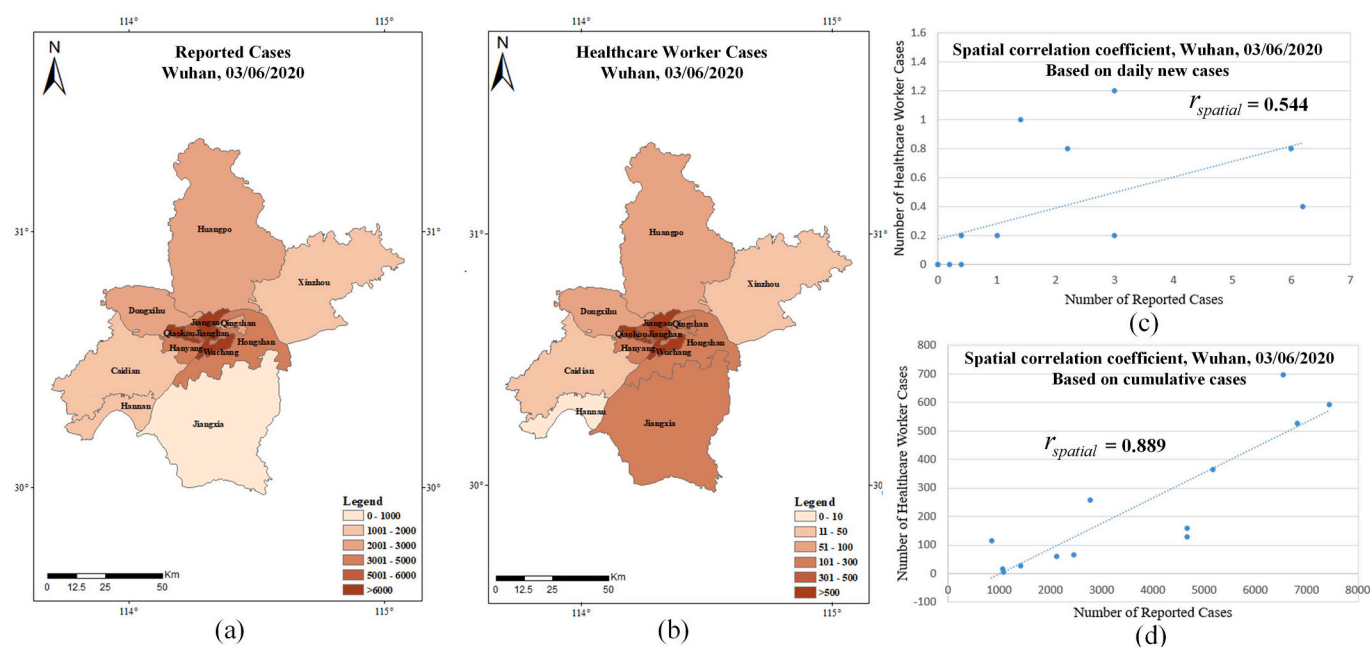 114°
115°
N
Reported Cases
Wuhan, 03/06/2020
31°
31°
Huangpo
Xinzhou
Dongxihu
Jiangan
Qingshan
Qiaokou
Jianghan
Hanyang
Hongshan
Wuchang
Caidian
Hannan
Jiangxia
30°
30°
Legend
0 - 1000
1001 - 2000
2001 - 3000
3001 - 5000
5001 - 6000
>6000
Km
0 12.5 25 50
114°
115°
(a)
114°
115°
N
Healthcare Worker Cases
Wuhan, 03/06/2020
31°
31°
Huangpo
Xinzhou
Dongxihu
Jiangan
Qingshan
Qiaokou
Jianghan
Hanyang
Hongshan
Wuchang
Caidian
Hannan
Jiangxia
30°
30°
Legend
0 - 10
11 - 50
51 - 100
101 - 300
301 - 500
>500
Km
0 12.5 25 50
114°
115°
(b)
Spatial correlation coefficient, Wuhan, 03/06/2020
Based on daily new cases
r spatial = 0.544
Number of Healthcare Worker Cases
1.6
1.4
1.2
1
0.8
0.6
0.4
0.2
0
0 1 2 3 4 5 6 7
Number of Reported Cases
(c)
Spatial correlation coefficient, Wuhan, 03/06/2020
Based on cumulative cases
r spatial = 0.889
Number of Healthcare Worker Cases
800
700
600
500
400
300
200
100
0
-100
0 1000 2000 3000 4000 5000 6000 7000 8000
Number of Reported Cases
(d)